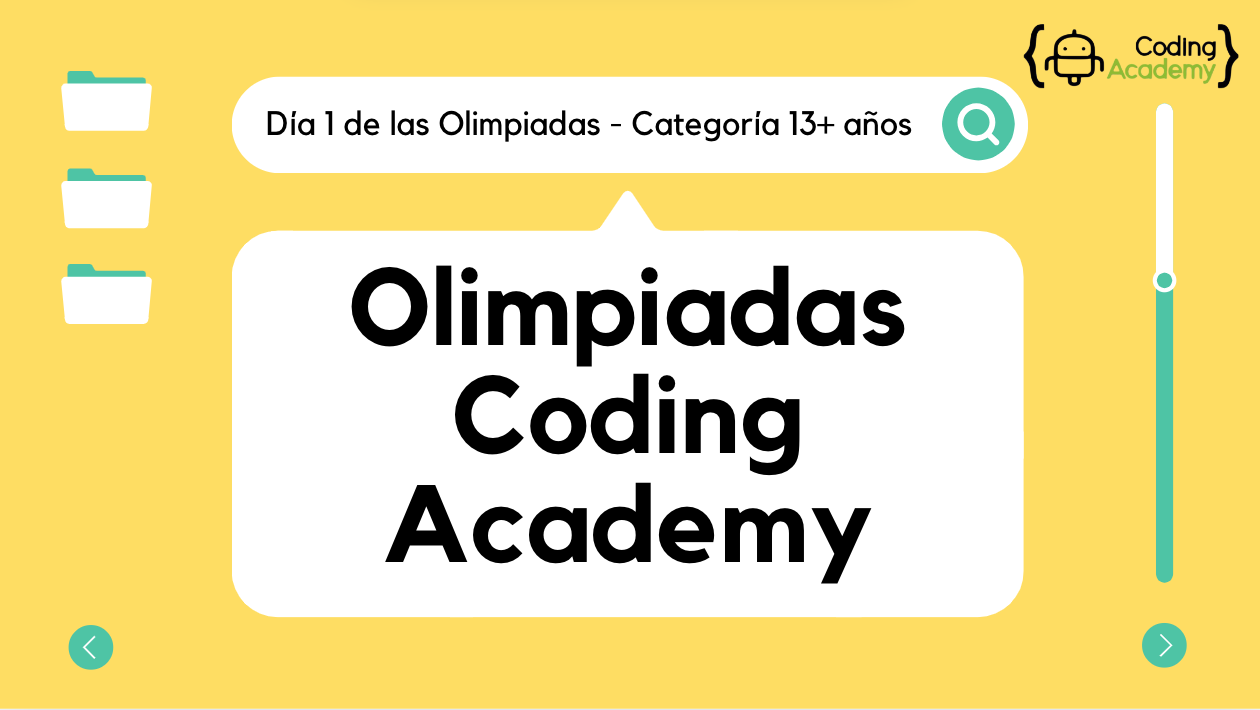 Coding
Academy
Día 1 de las Olimpiadas - Categoría 13+ años
Olimpiadas
Coding
Academy